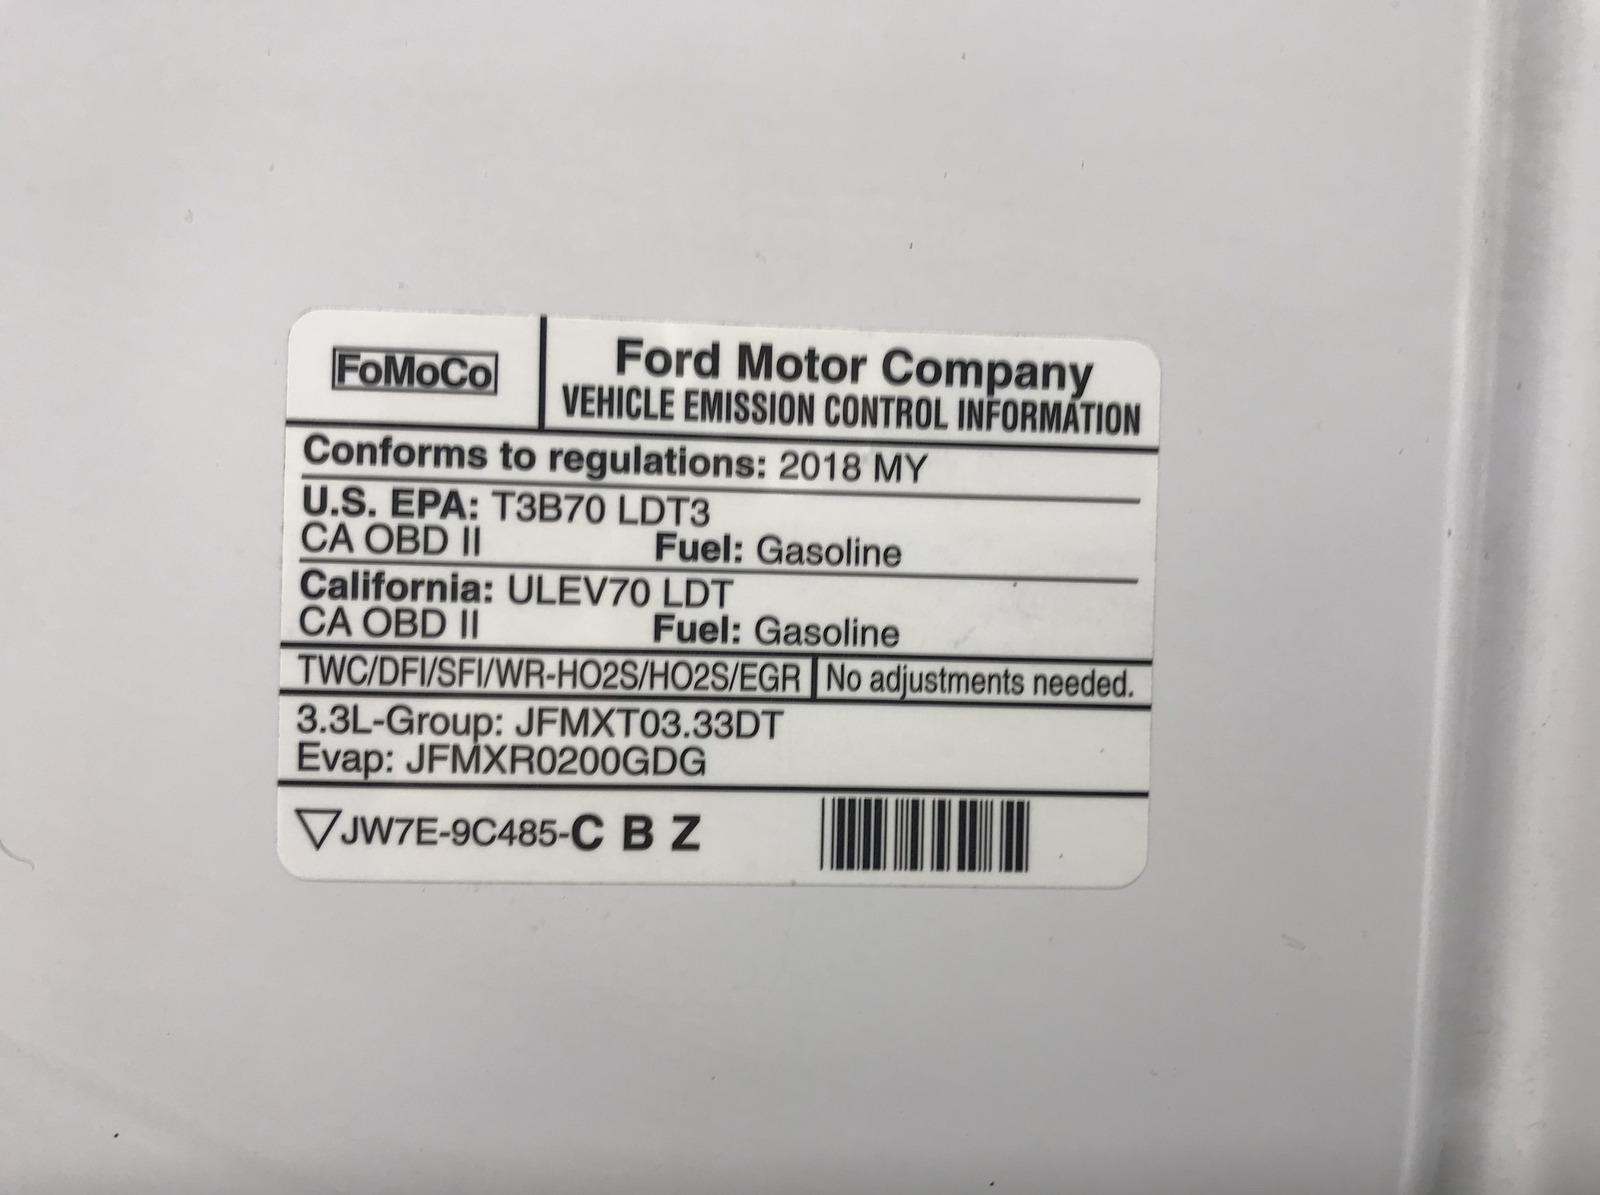 FoMoCo
Ford Motor Company
VEHICLE EMISSION CONTROL INFORMATION
Conforms to regulations: 2018 MY
U.S. EPA: T3B70 LDT3
CA OBD II Fuel: Gasoline
California: ULEV70 LDT
CA OBD II Fuel: Gasoline
TWC/DFI/SFI/WR-HO2S/HO2S/EGR No adjustments needed.
3.3L-Group: JFMXT03.33DT
Evap: JFMXR0200GDG
JW7E-9C485-C B Z